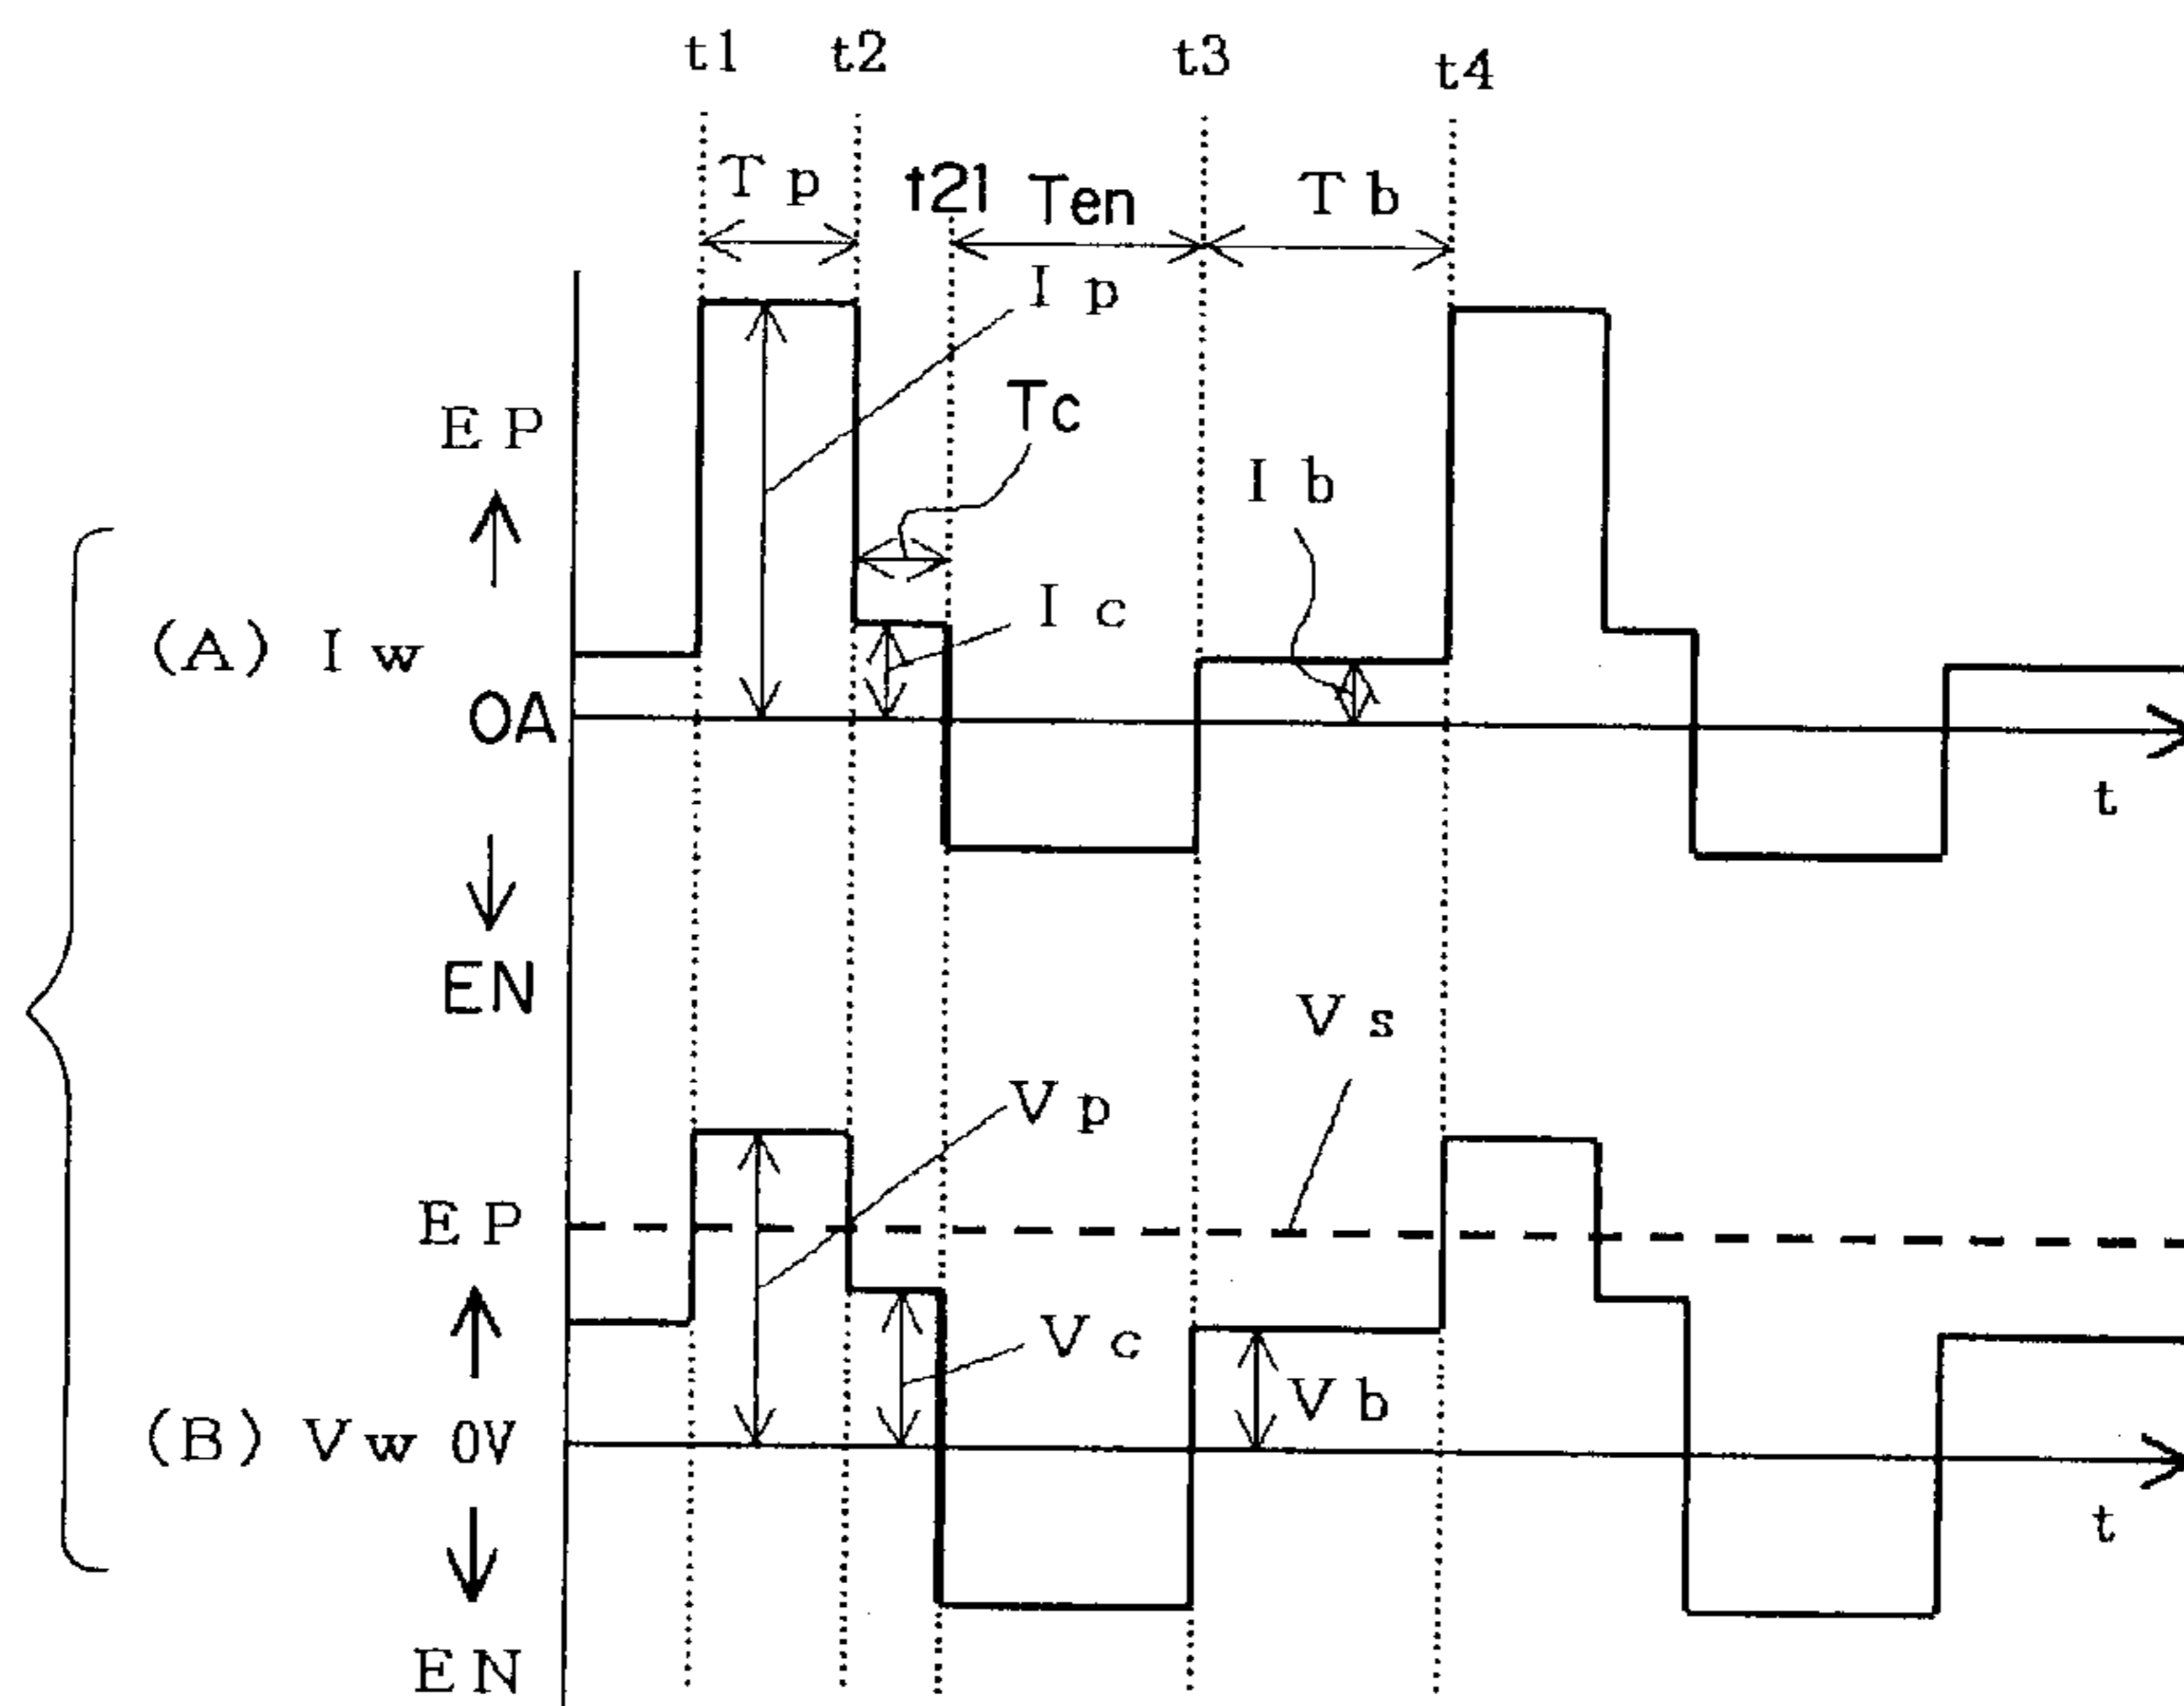 t1 t2 t3 t4
Tp t21 Ten Tb
Ip
Tc
EP
Ib
Ic
(A) Iw
OA
t
EN
Vs
Vp
EP
Vc
Vb
(B) Vw 0V
t
EN